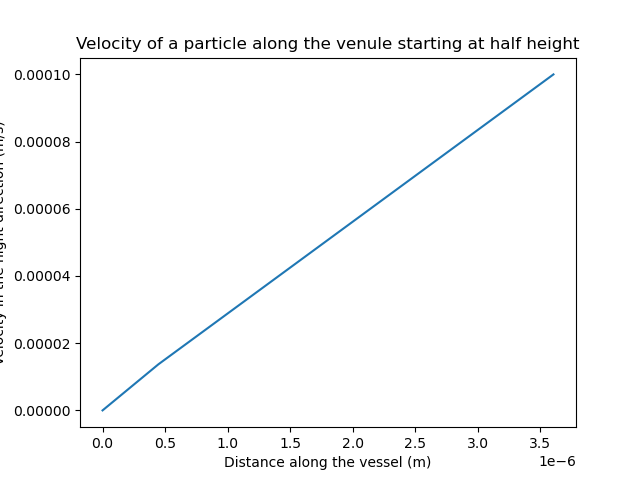 Velocity of a particle along the venule starting at half height
0.00010
0.00008
0.00006
0.00004
0.00002
0.00000
Velocity in the hight direction (m/s)
0.0 0.5 1.0 1.5 2.0 2.5 3.0 3.5
1e−6
Distance along the vessel (m)